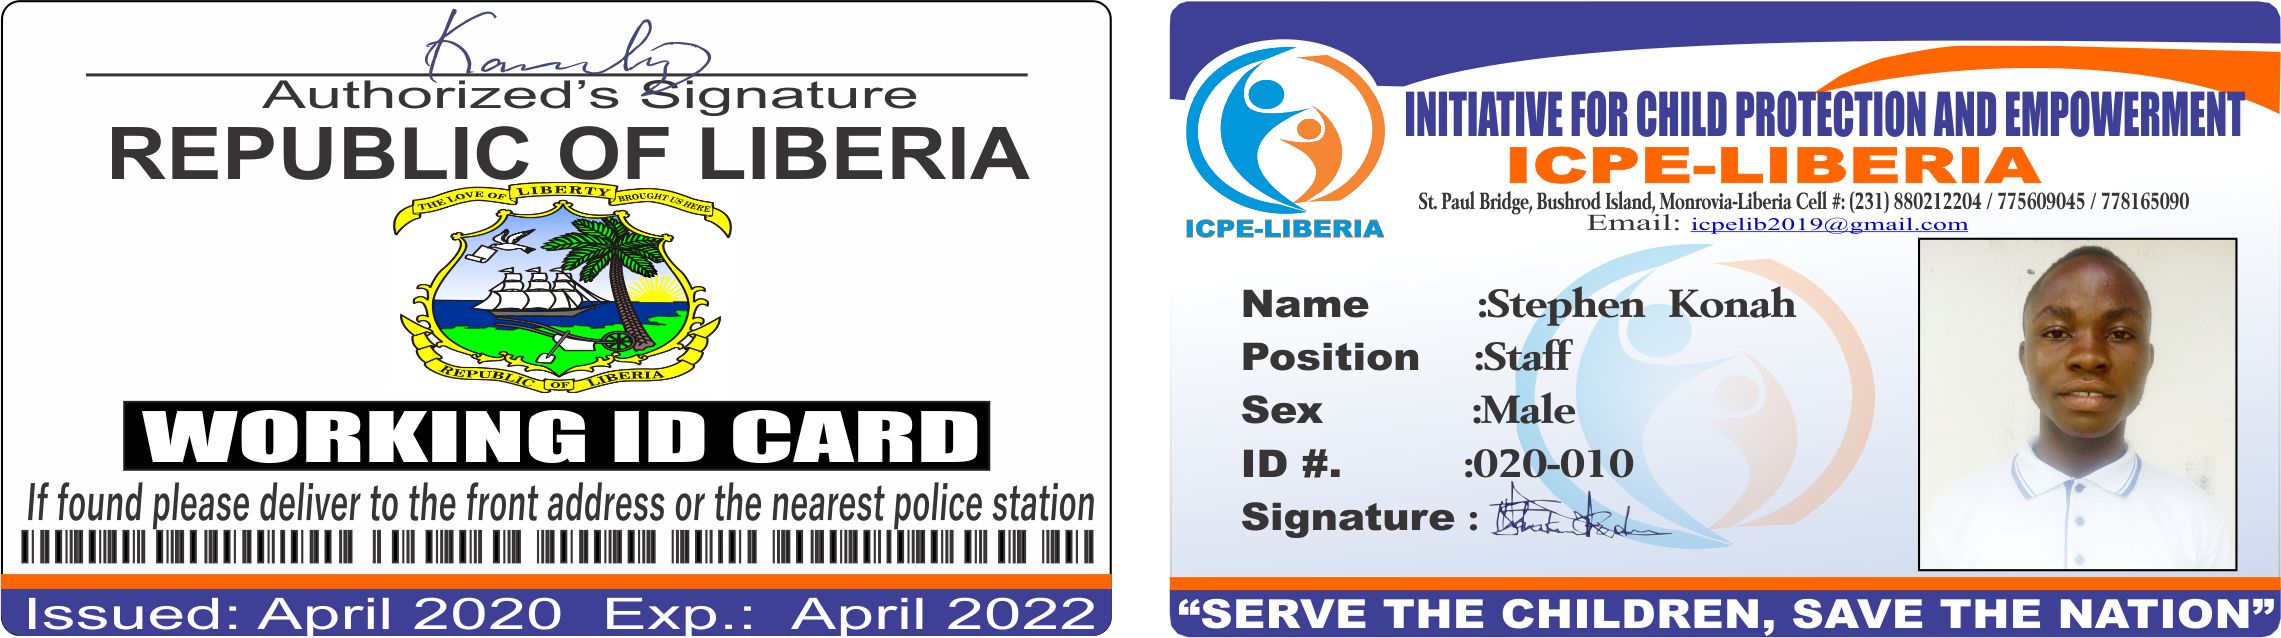 Authorized's Signature
REPUBLIC OF LIBERIA
THE LOVE OF LIBERTY BROUGHT US HERE
REPUBLIC OF LIBERIA
WORKING ID CARD
If found please deliver to the front address or the nearest police station
Issued: April 2020 Exp.: April 2022
INITIATIVE FOR CHILD PROTECTION AND EMPOWERMENT
ICPE-LIBERIA
St. Paul Bridge, Bushrod Island, Monrovia-Liberia Cell #: (231) 880212204 / 775609045 / 778165090
Email: icpelib2019@gmail.com
ICPE-LIBERIA
Name :Stephen Konah
Position :Staff
Sex :Male
ID #. :020-010
Signature :
“SERVE THE CHILDREN, SAVE THE NATION”